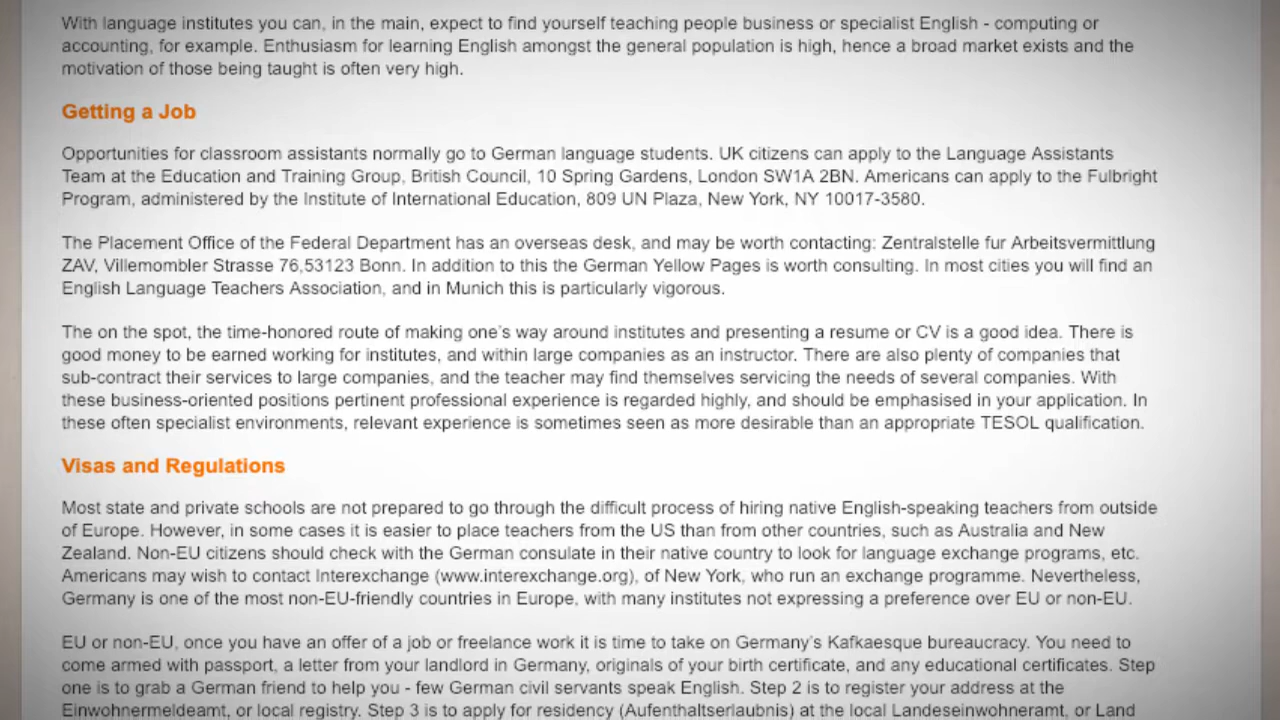 With language institutes you can, in the main, expect to find yourself teaching people business or specialist English - computing or
accounting, for example. Enthusiasm for learning English amongst the general population is high, hence a broad market exists and the
motivation of those being taught is often very high.
Getting a Job
Opportunities for classroom assistants normally go to German language students. UK citizens can apply to the Language Assistants
Team at the Education and Training Group, British Council, 10 Spring Gardens, London SW1A 2BN. Americans can apply to the Fulbright
Program, administered by the Institute of International Education, 809 UN Plaza, New York, NY 10017-3580.
The Placement Office of the Federal Department has an overseas desk, and may be worth contacting: Zentralstelle fur Arbeitsvermittlung
ZAV, Villemombler Strasse 76,53123 Bonn. In addition to this the German Yellow Pages is worth consulting. In most cities you will find an
English Language Teachers Association, and in Munich this is particularly vigorous.
The on the spot, the time-honored route of making one's way around institutes and presenting a resume or CV is a good idea. There is
good money to be earned working for institutes, and within large companies as an instructor. There are also plenty of companies that
sub-contract their services to large companies, and the teacher may find themselves servicing the needs of several companies. With
these business-oriented positions pertinent professional experience is regarded highly, and should be emphasised in your application. In
these often specialist environments, relevant experience is sometimes seen as more desirable than an appropriate TESOL qualification.
Visas and Regulations
Most state and private schools are not prepared to go through the difficult process of hiring native English-speaking teachers from outside
of Europe. However, in some cases it is easier to place teachers from the US than from other countries, such as Australia and New
Zealand. Non-EU citizens should check with the German consulate in their native country to look for language exchange programs, etc.
Americans may wish to contact Interexchange (www.interexchange.org), of New York, who run an exchange programme. Nevertheless,
Germany is one of the most non-EU-friendly countries in Europe, with many institutes not expressing a preference over EU or non-EU.
EU or non-EU, once you have an offer of a job or freelance work it is time to take on Germany's Kafkaesque bureaucracy. You need to
come armed with passport, a letter from your landlord in Germany, originals of your birth certificate, and any educational certificates. Step
one is to grab a German friend to help you - few German civil servants speak English. Step 2 is to register your address at the
Einwohnermeldeamt, or local registry. Step 3 is to apply for residency (Aufenthaltserlaubnis) at the local Landeseinwohneramt, or Land